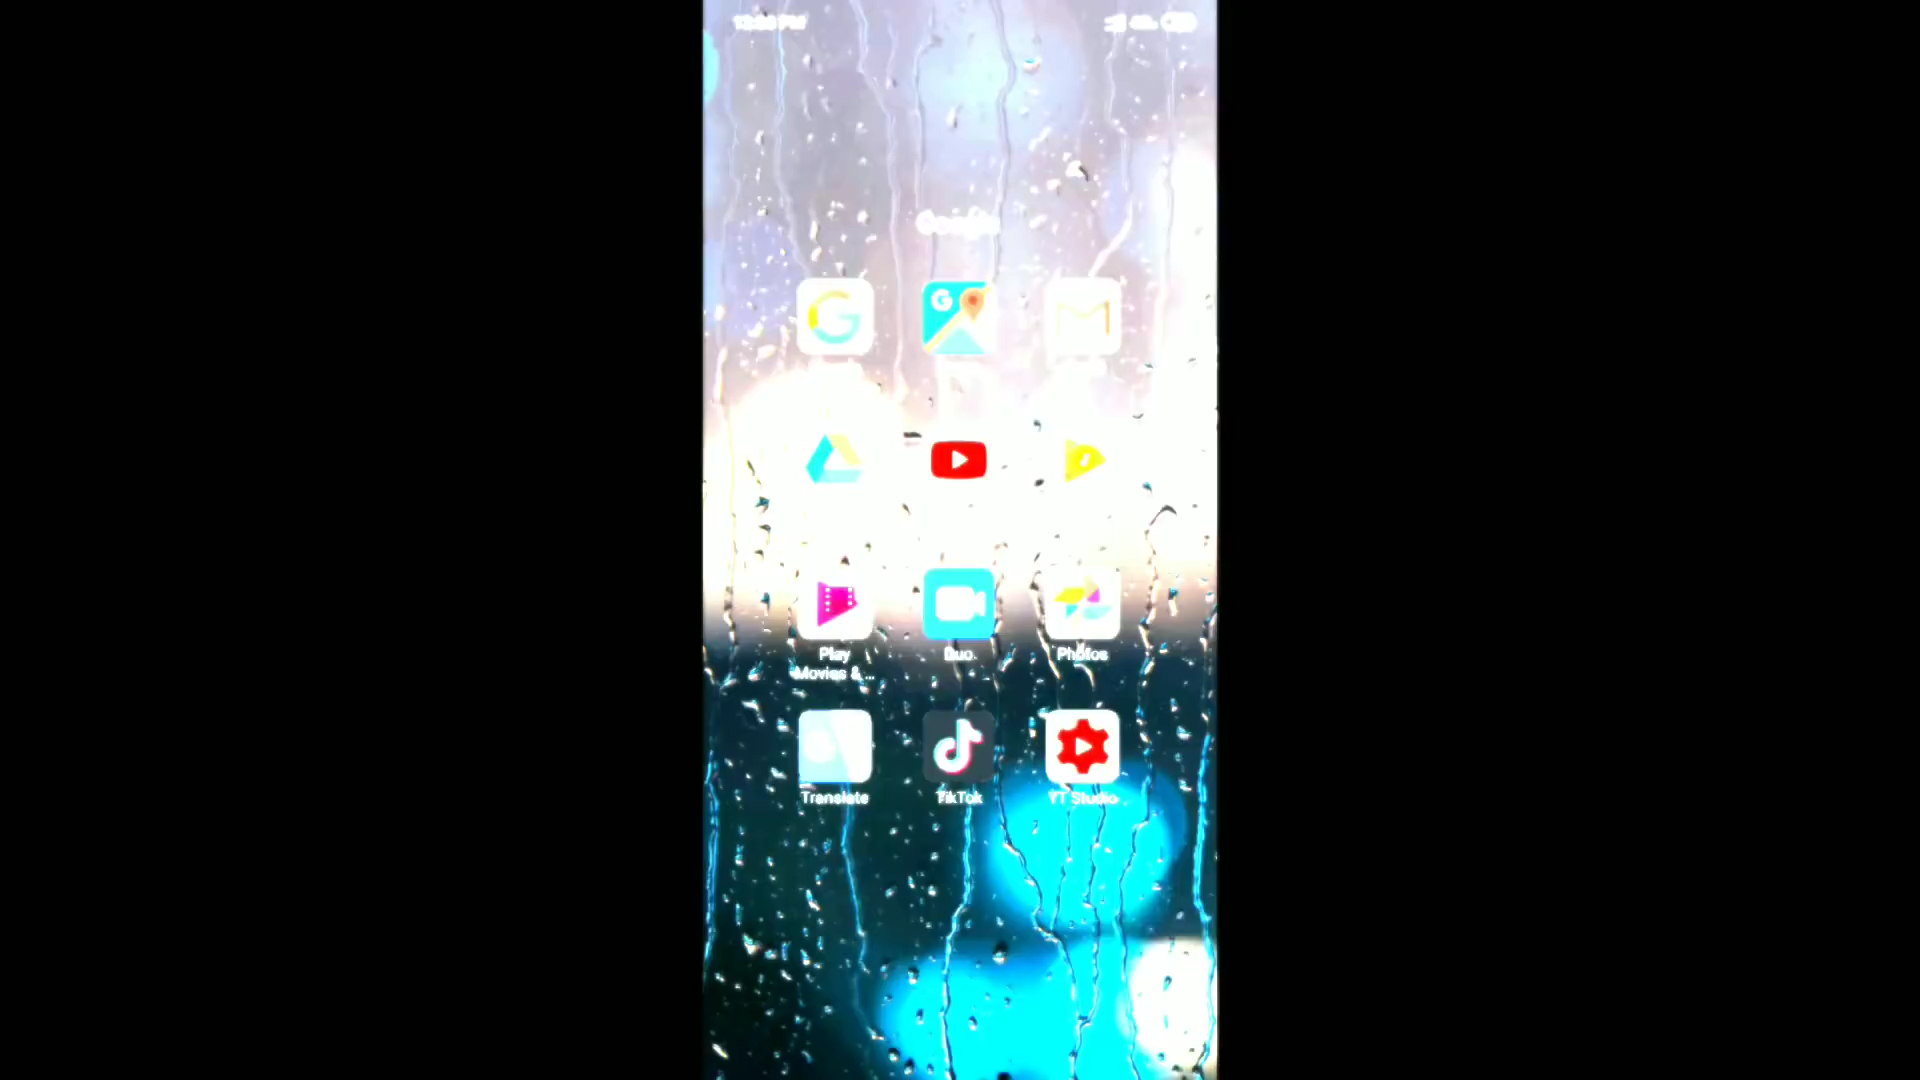 Google
G
Play
Movies & ...
Duo
Photos
Translate
TikTok
YT Studio